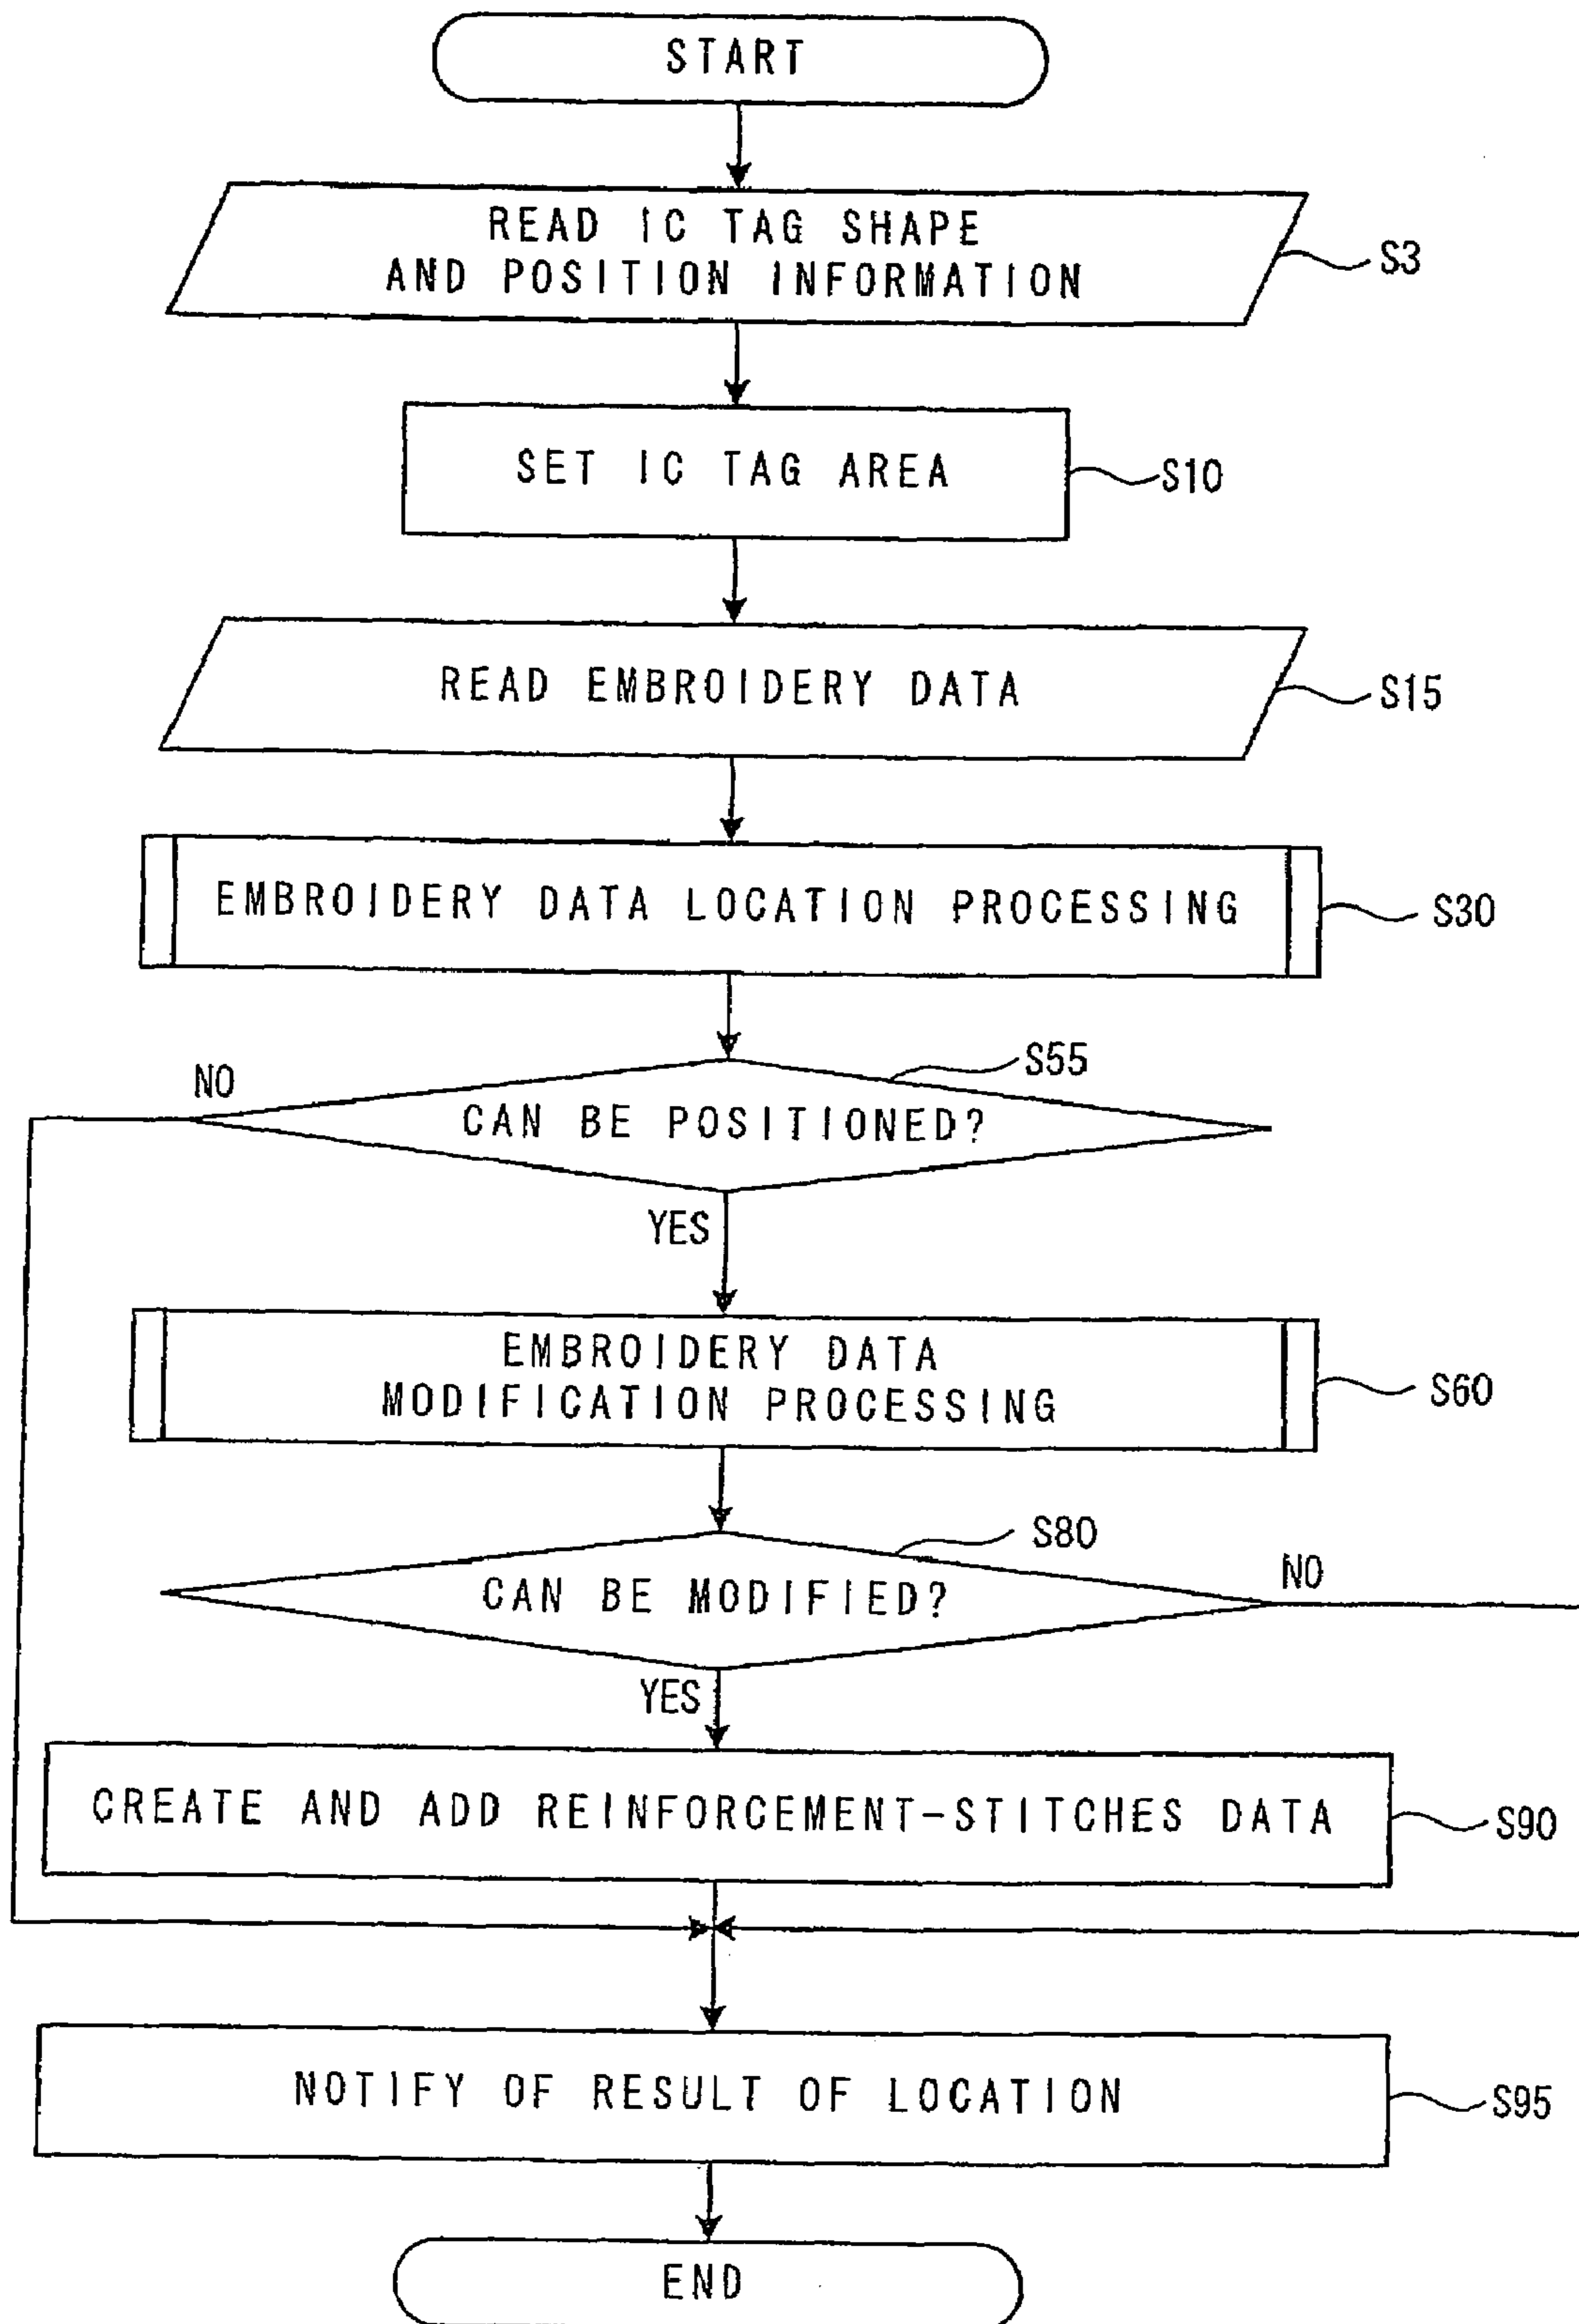 START
READ IC TAG SHAPE
AND POSITION INFORMATION
S3
SET IC TAG AREA
S10
READ EMBROIDERY DATA
S15
EMBROIDERY DATA LOCATION PROCESSING
S30
S55
NO
CAN BE POSITIONED?
YES
EMBROIDERY DATA
MODIFICATION PROCESSING
S60
S80
NO
CAN BE MODIFIED?
YES
CREATE AND ADD REINFORCEMENT-STITCHES DATA
S90
NOTIFY OF RESULT OF LOCATION
S95
END